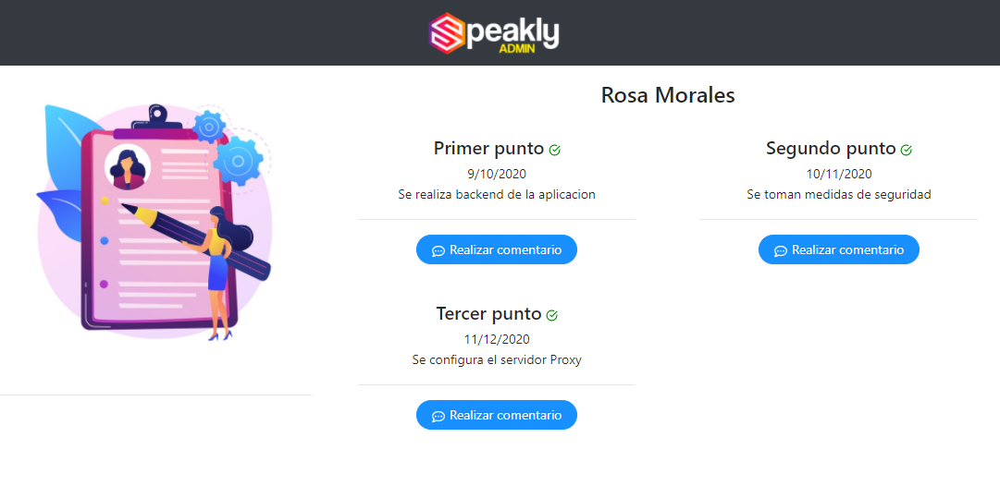 Speakly
ADMIN
Rosa Morales
Primer punto
9/10/2020
Se realiza backend de la aplicacion
Realizar comentario
Segundo punto
10/11/2020
Se toman medidas de seguridad
Realizar comentario
Tercer punto
11/12/2020
Se configura el servidor Proxy
Realizar comentario